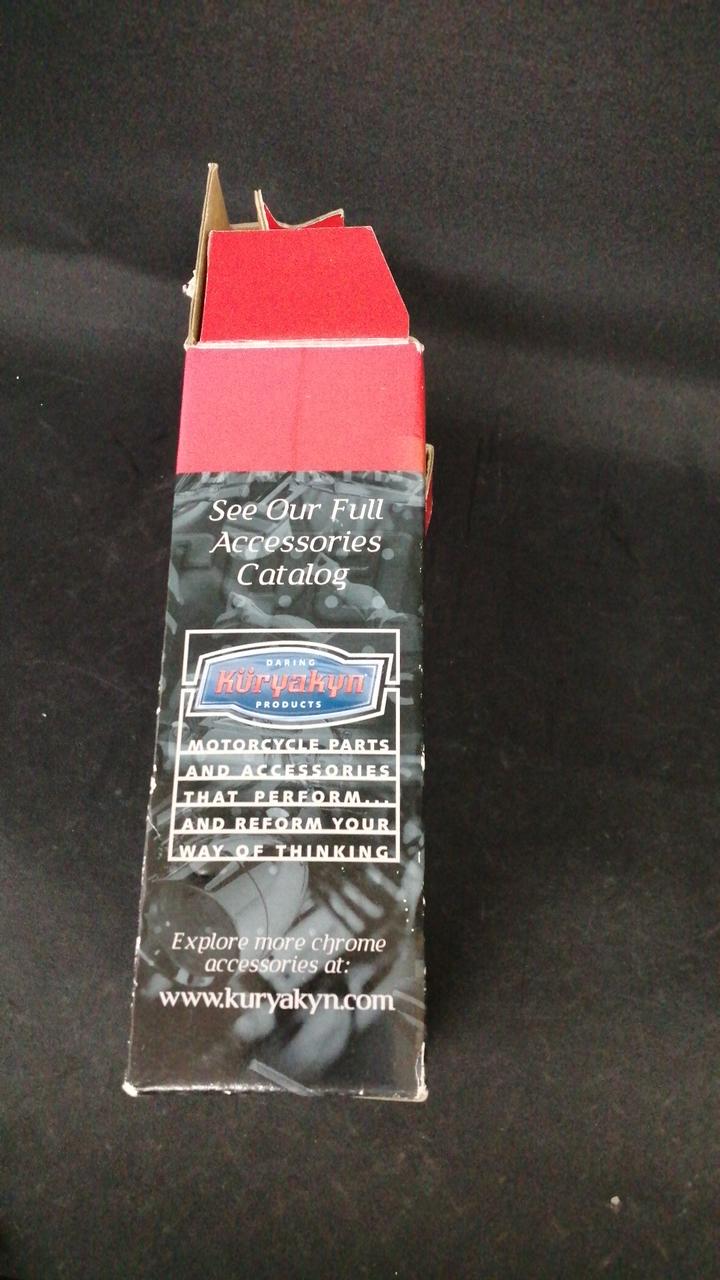 See Our Full
Accessories
Catalog
DARING
Küryakyn
PRODUCTS
MOTORCYCLE PARTS
AND ACCESSORIES
THAT PERFORM...
AND REFORM YOUR
WAY OF THINKING
Explore more chrome
accessories at:
www.kuryakyn.com